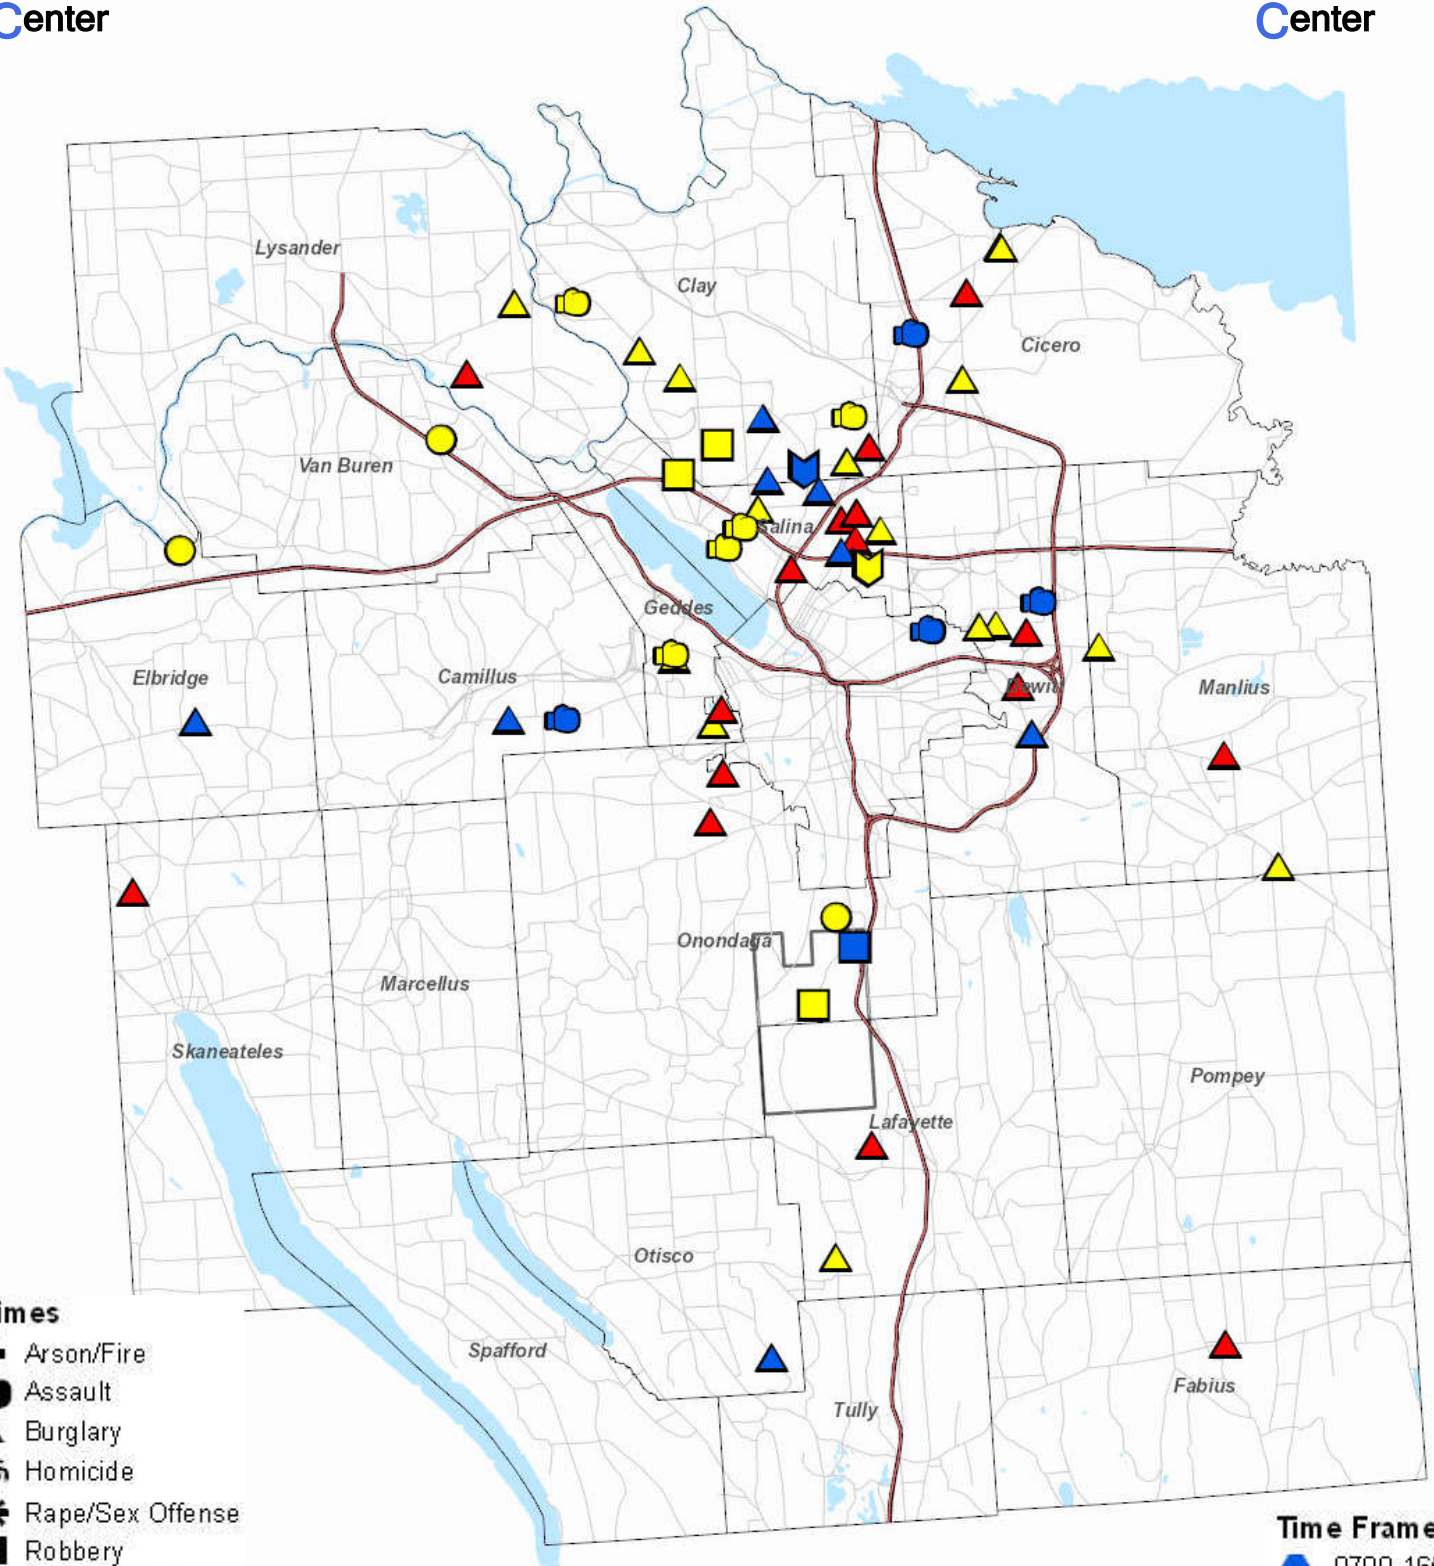 Center
Center
Lysander
Clay
Cicero
Van Buren
Salina
Geddes
Elbridge
Camillus
Dewitt
Manlius
Onondaga
Marcellus
Skaneateles
Pompey
Lafayette
Otisco
Spafford
Fabius
Tully
Arson/Fire
Assault
Burglary
Homicide
Rape/Sex Offense
Robbery
Time Frame